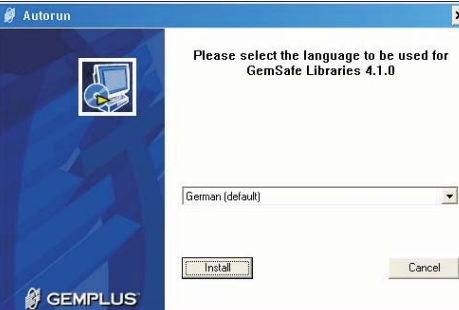 Autorun
Please select the language to be used for
GemSafe Libraries 4.1.0
German (default)
Install
Cancel
GEMPLUS